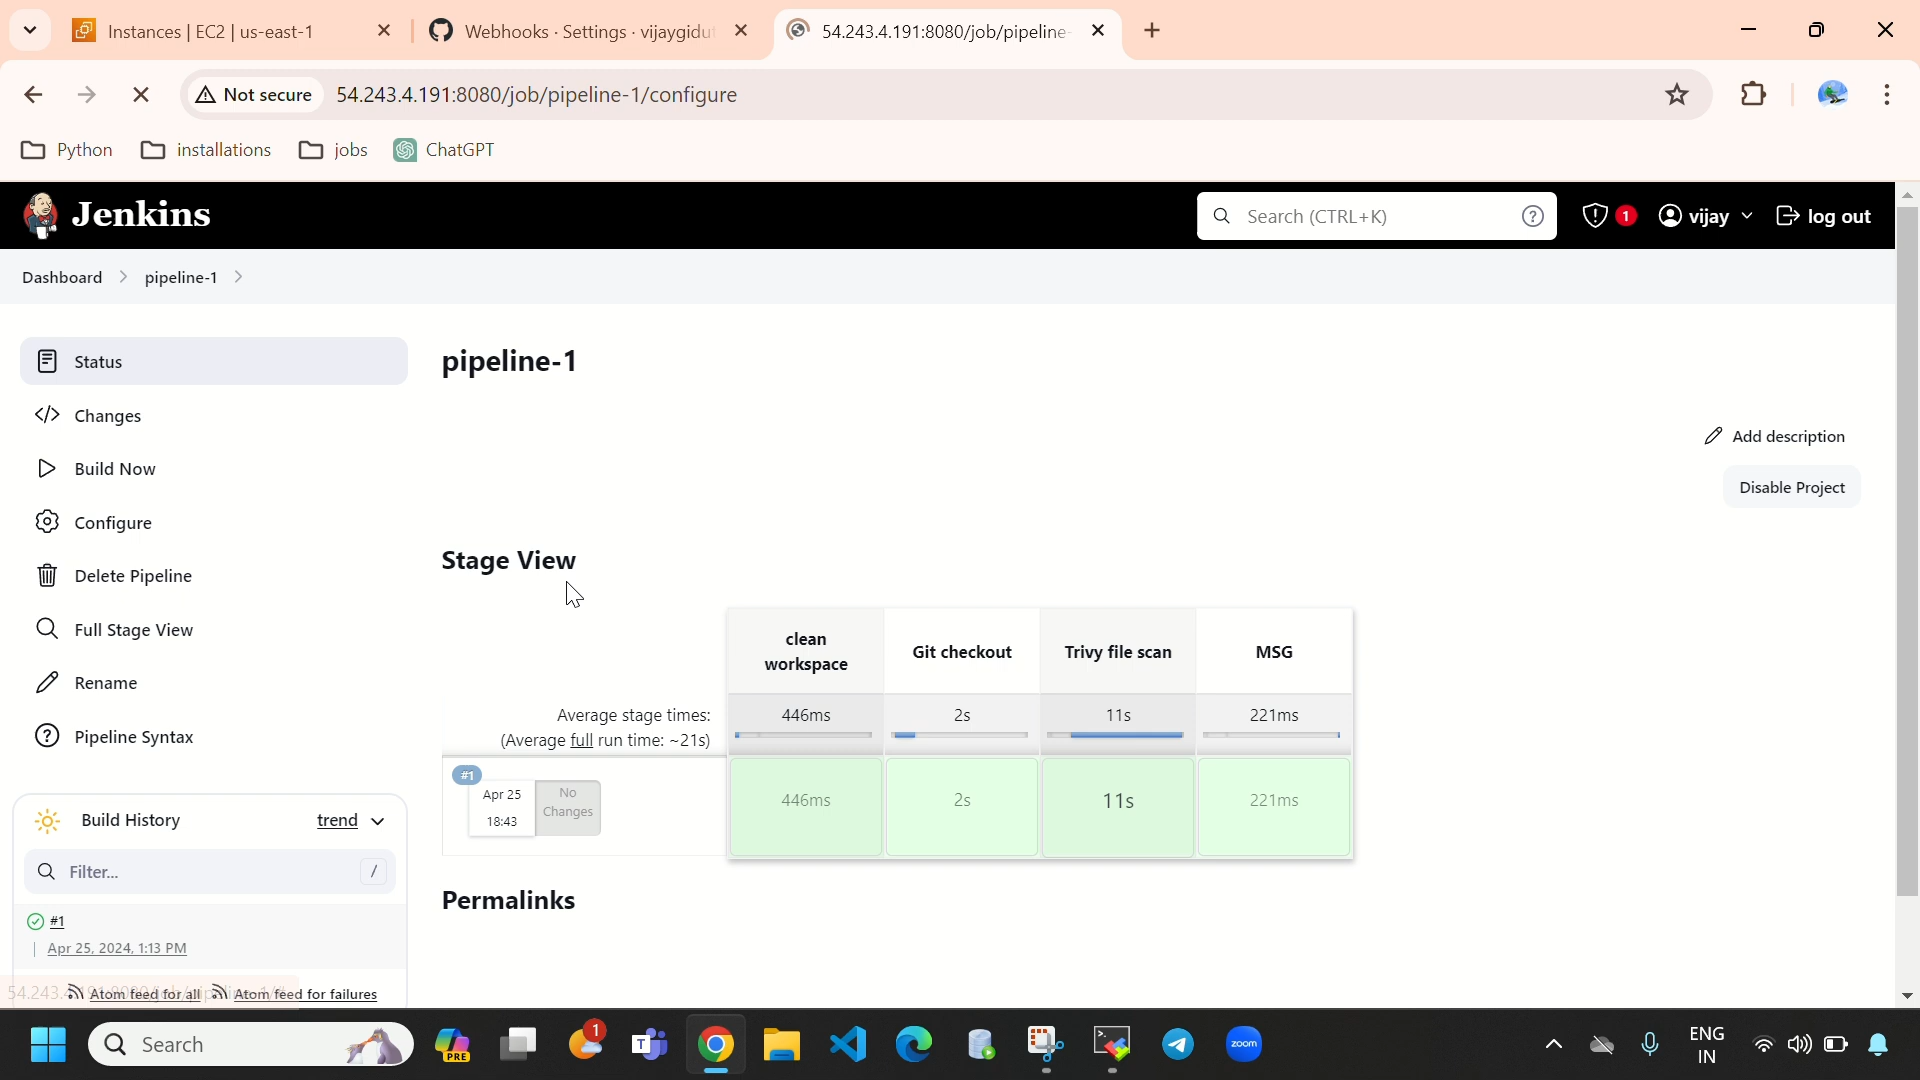 Instances | EC2 | us-east-1
Webhooks · Settings · vijaygidu
54.243.4.191:8080/job/pipeline-
Not secure
54.243.4.191:8080/job/pipeline-1/configure
Python
installations
jobs
ChatGPT
Jenkins
Search (CTRL+K)
?
1
vijay
log out
Dashboard
pipeline-1
Status
Changes
Build Now
Configure
Delete Pipeline
Full Stage View
Rename
Pipeline Syntax
Build History
trend
Filter...
/
#1
Apr 25, 2024, 1:13 PM
Atom feed for all
Atom feed for failures
pipeline-1
Add description
Disable Project
Stage View
clean
workspace
Git checkout
Trivy file scan
MSG
Average stage times:
(Average full run time: ~21s)
446ms
2s
11s
221ms
#1
Apr 25
18:43
No
Changes
446ms
2s
11s
221ms
Permalinks
Search
PRE
1
zoom
ENG
IN